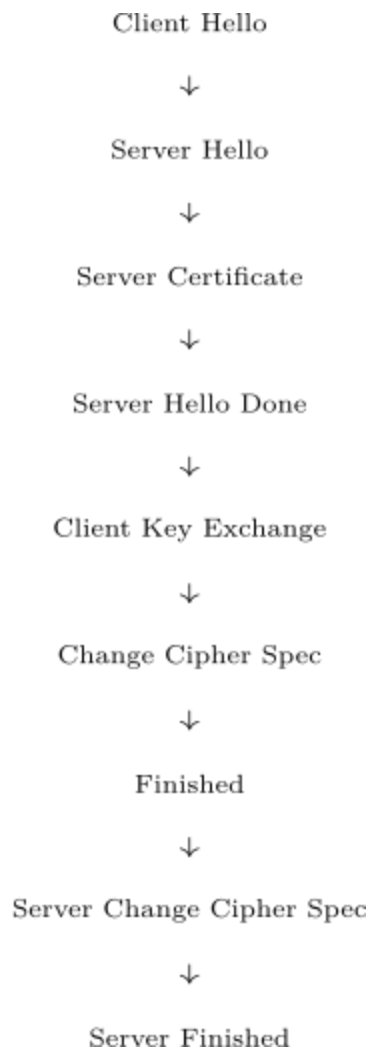 Client Hello
↓
Server Hello
↓
Server Certificate
↓
Server Hello Done
↓
Client Key Exchange
↓
Change Cipher Spec
↓
Finished
↓
Server Change Cipher Spec
↓
Server Finished